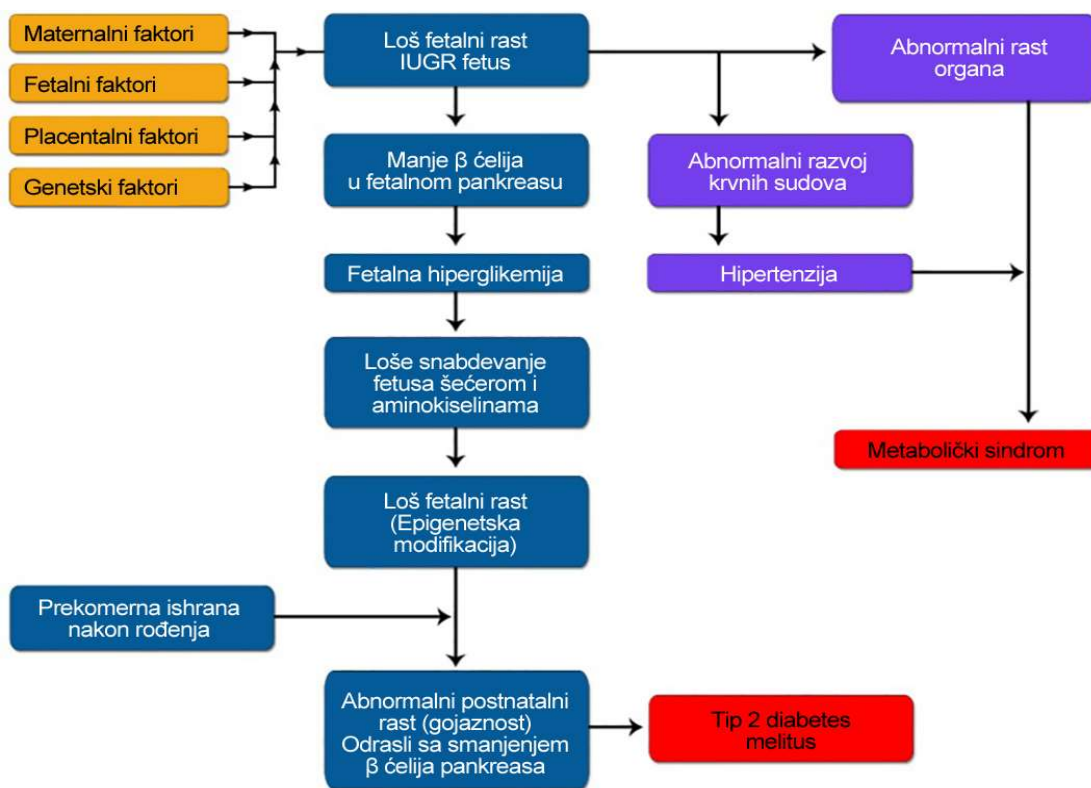 Maternalni faktori
Fetalni faktori
Placentalni faktori
Genetski faktori
Loš fetalni rast
IUGR fetus
Abnormalni rast
organa
Manje β ćelija
u fetalnom pankreasu
Abnormalni razvoj
krvnih sudova
Fetalna hiperglikemija
Hipertenzija
Loše snabdevanje
fetusa šećerom i
aminokiselinama
Metabolički sindrom
Loš fetalni rast
(Epigenetska
modifikacija)
Prekomerna ishrana
nakon rođenja
Abnormalni postnatalni
rast (gojaznost)
Odrasli sa smanjenjem
β ćelija pankreasa
Tip 2 diabetes
melitus